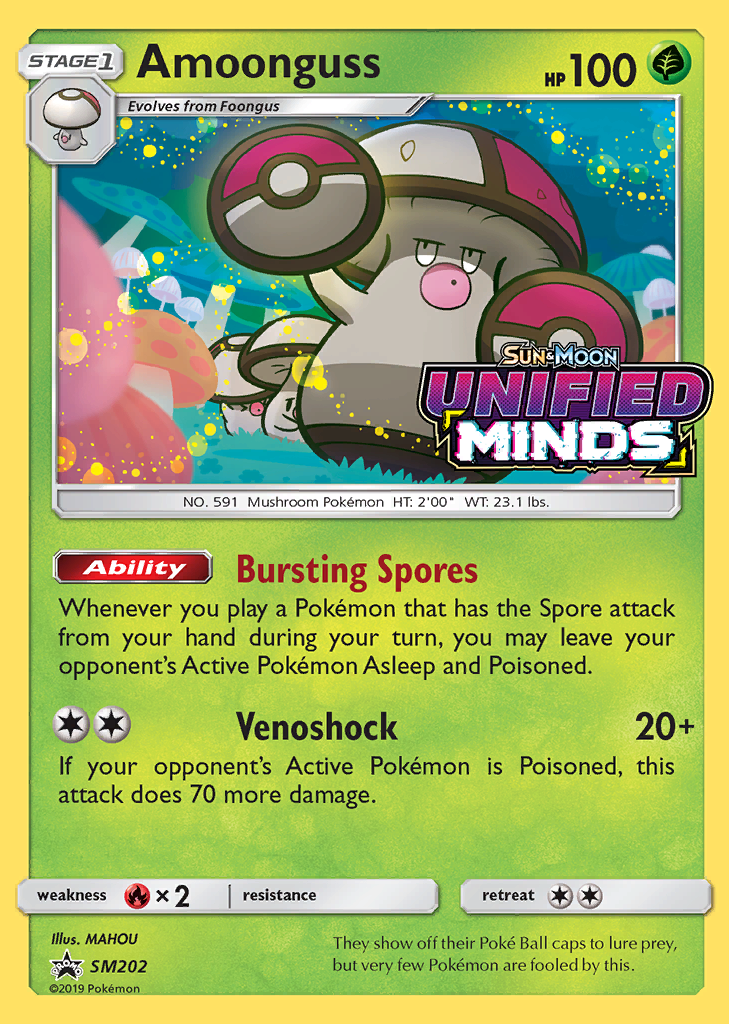 STAGE1
Amoonguss
HP 100
Evolves from Foongus
SUN & MOON
UNIFIED
MINDS
NO. 591 Mushroom Pokémon HT: 2'00" WT: 23.1 lbs.
Ability Bursting Spores
Whenever you play a Pokémon that has the Spore attack
from your hand during your turn, you may leave your
opponent's Active Pokémon Asleep and Poisoned.
Venoshock 20+
If your opponent's Active Pokémon is Poisoned, this
attack does 70 more damage.
weakness × 2 resistance retreat
Illus. MAHOU
PROMO SM202
©2019 Pokémon
They show off their Poké Ball caps to lure prey,
but very few Pokémon are fooled by this.